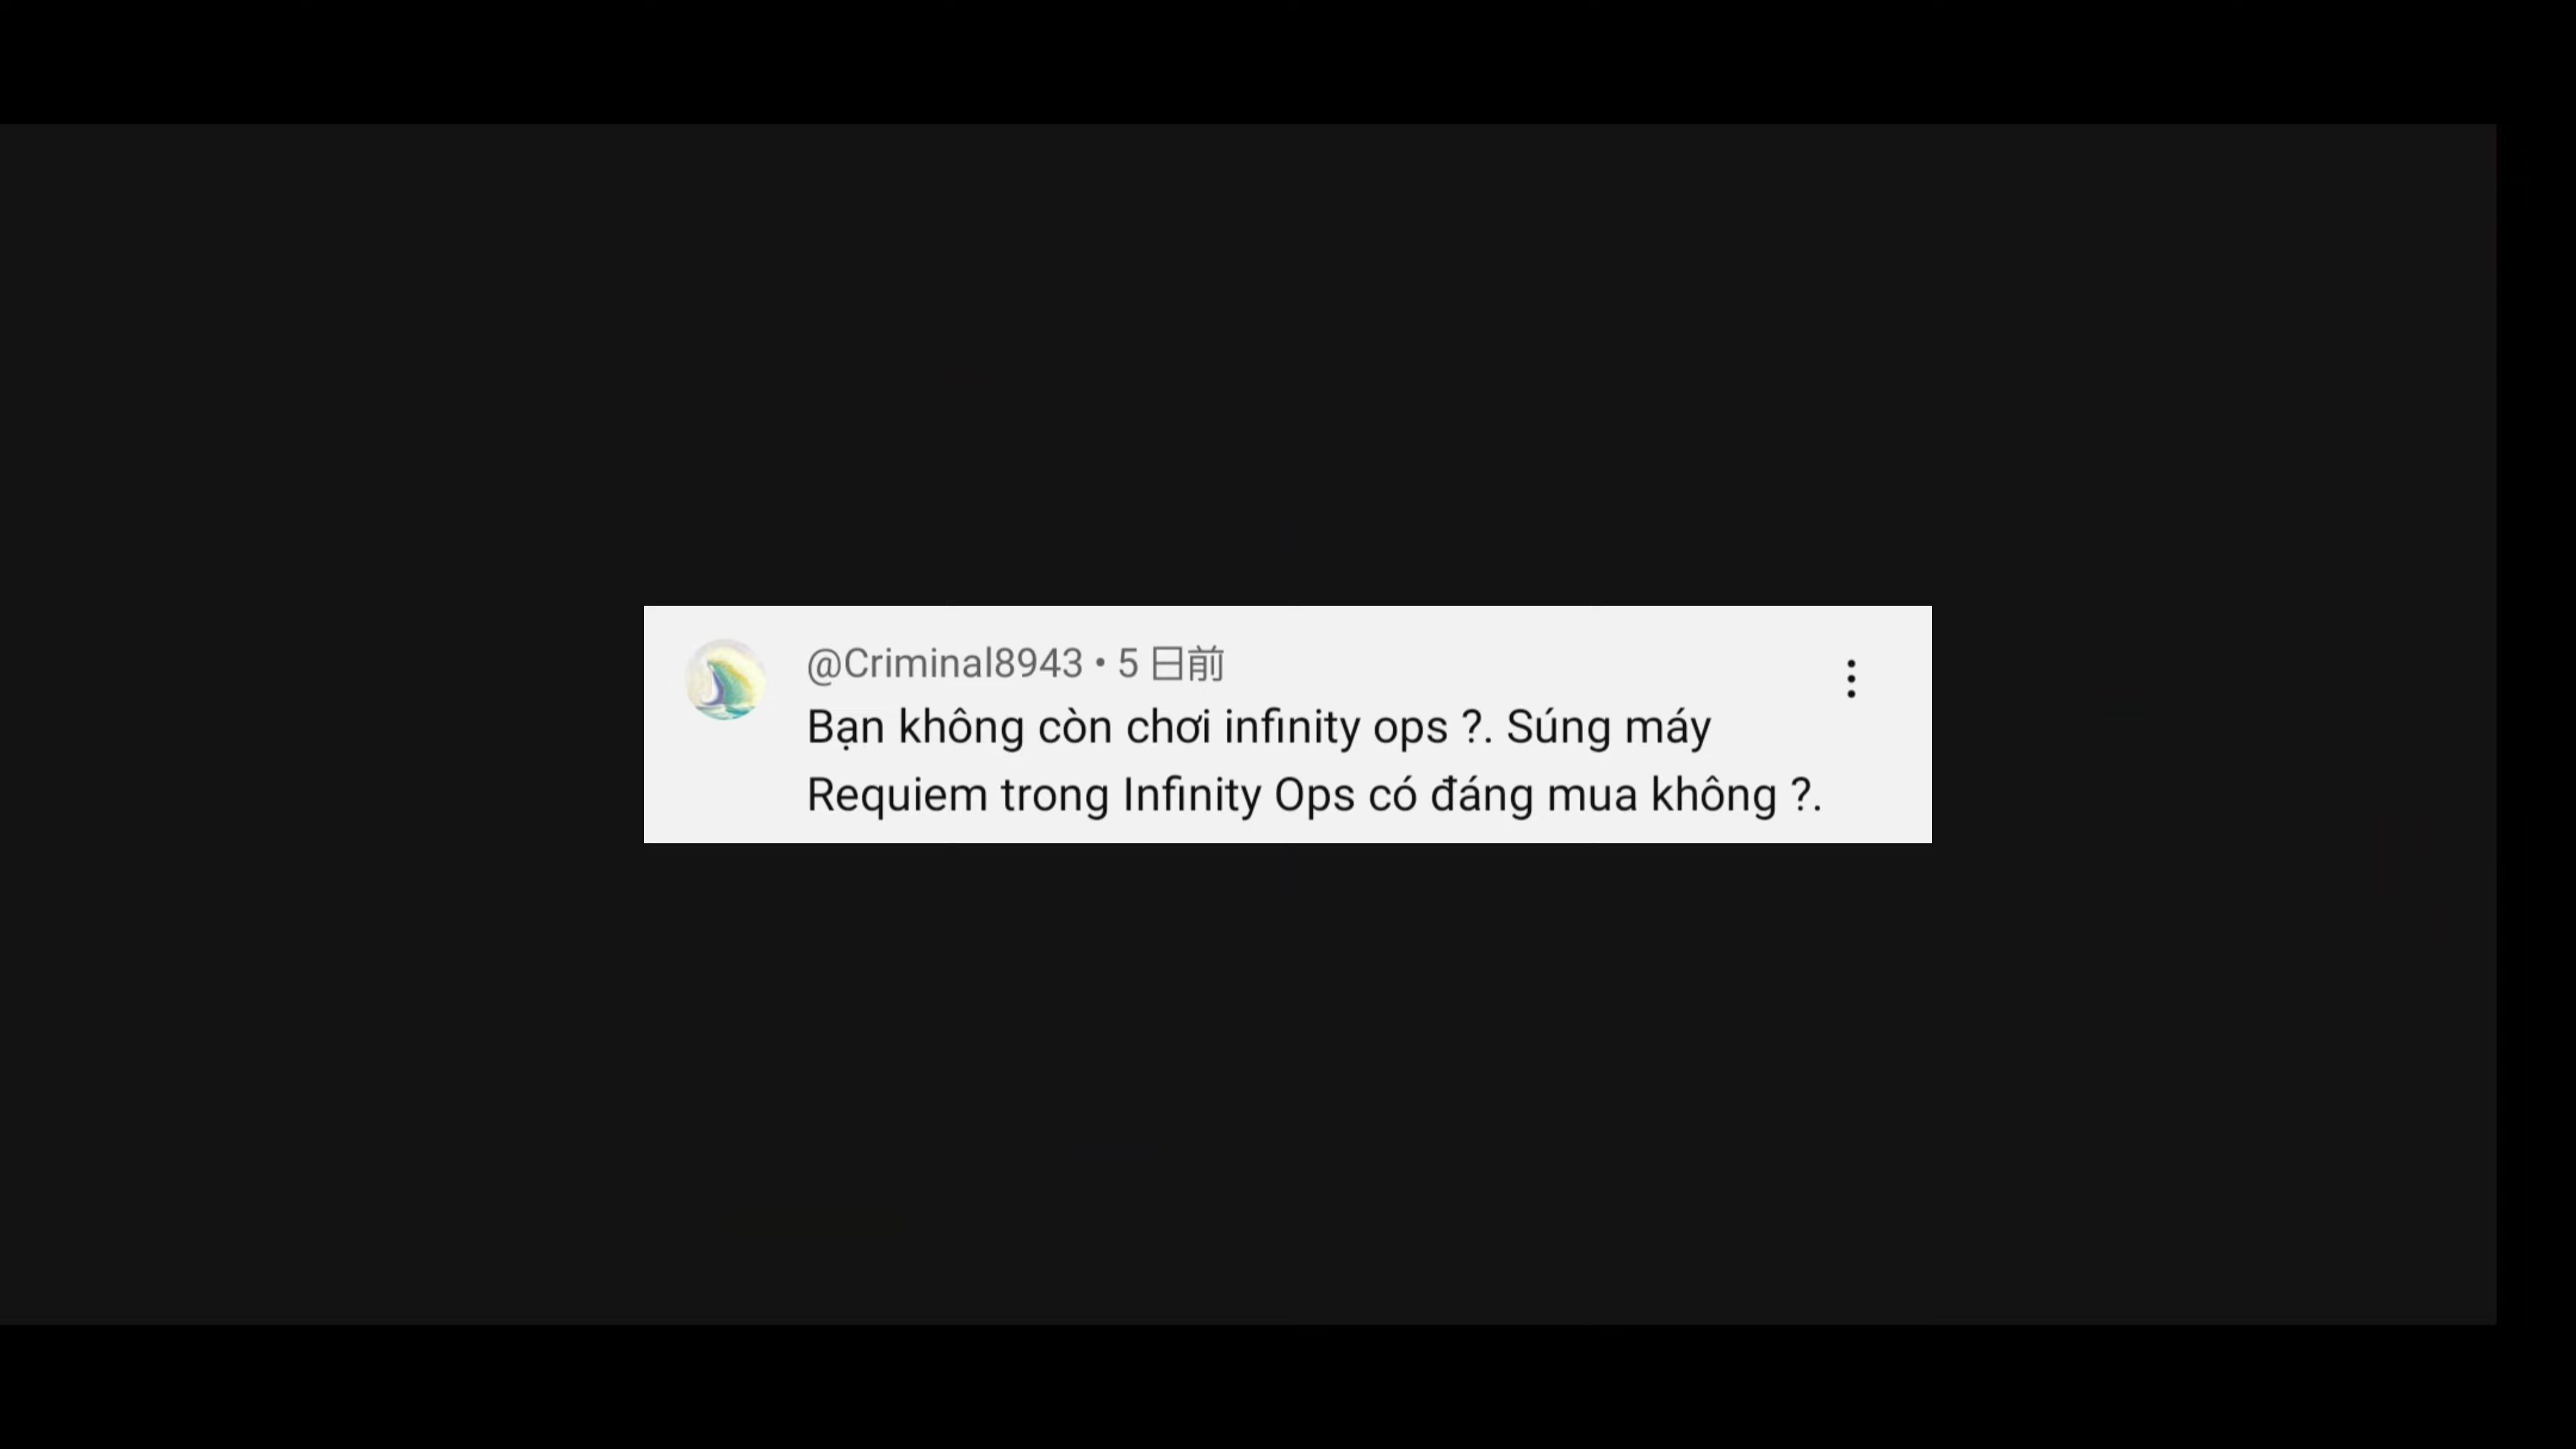 @Criminal8943 • 5 日前
Bạn không còn chơi infinity ops ?. Súng máy
Requiem trong Infinity Ops có đáng mua không ?.